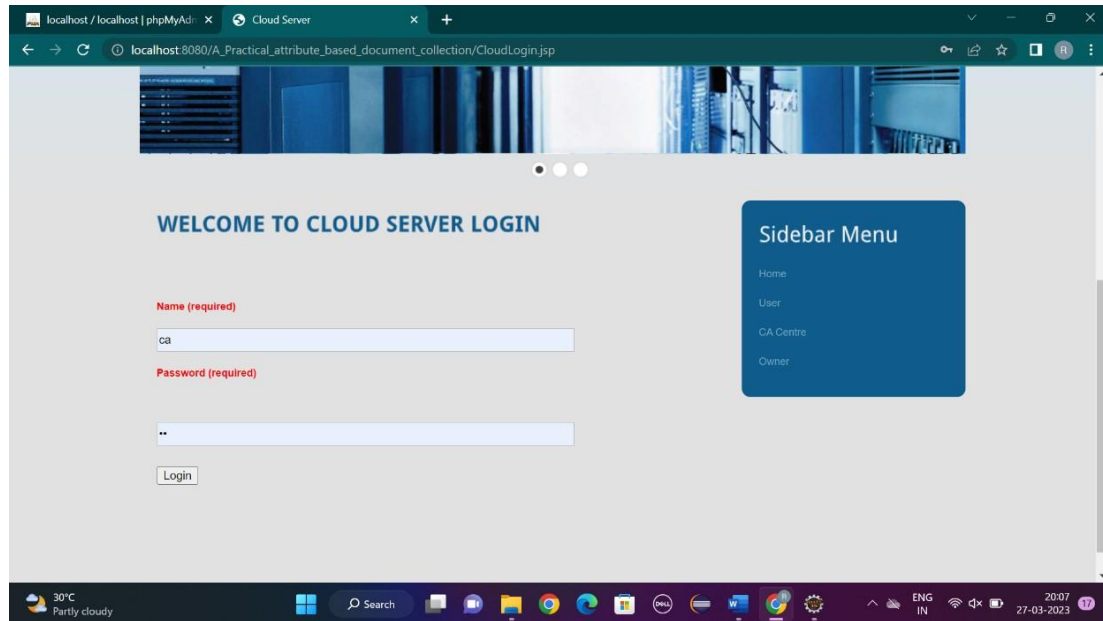 localhost / localhost | phpMyAdn
Cloud Server
localhost:8080/A_Practical_attribute_based_document_collection/CloudLogin.jsp
R
WELCOME TO CLOUD SERVER LOGIN
Name (required)
ca
Password (required)
••
Login
Sidebar Menu
Home
User
CA Centre
Owner
30°C
Partly cloudy
Search
DELL
W
R
ENG
IN
20:07
27-03-2023
17